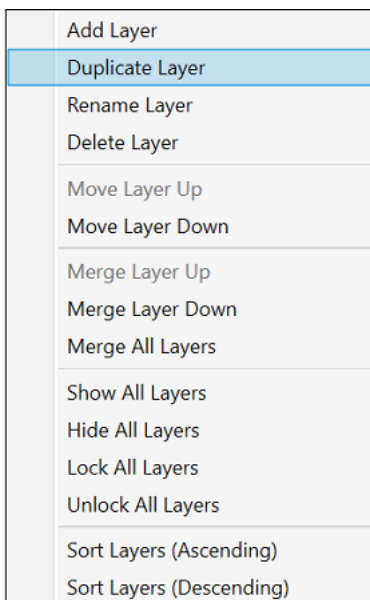 Add Layer
Duplicate Layer
Rename Layer
Delete Layer
Move Layer Up
Move Layer Down
Merge Layer Up
Merge Layer Down
Merge All Layers
Show All Layers
Hide All Layers
Lock All Layers
Unlock All Layers
Sort Layers (Ascending)
Sort Layers (Descending)